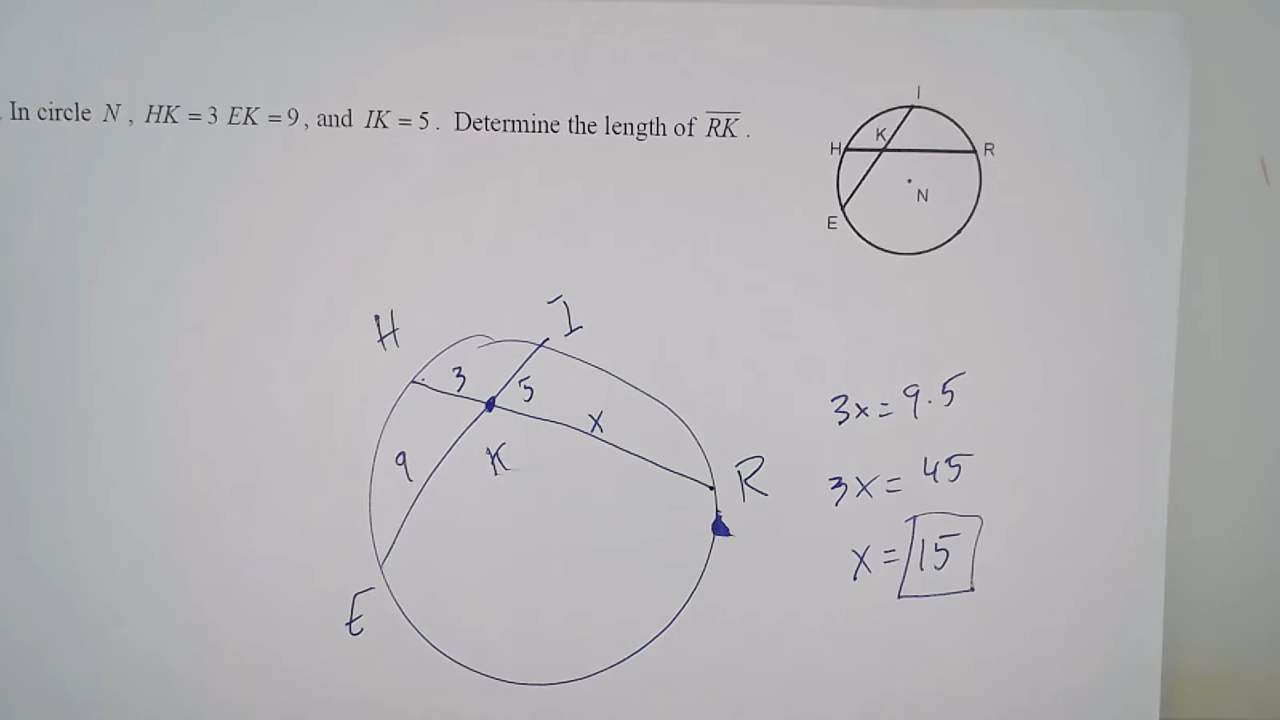 . In circle N , HK = 3 EK = 9 , and IK = 5 . Determine the length of RK .
I
K
H
R
N
E
H
I
3
5
x
9
K
R
E
3x = 9.5
3x = 45
x = 15